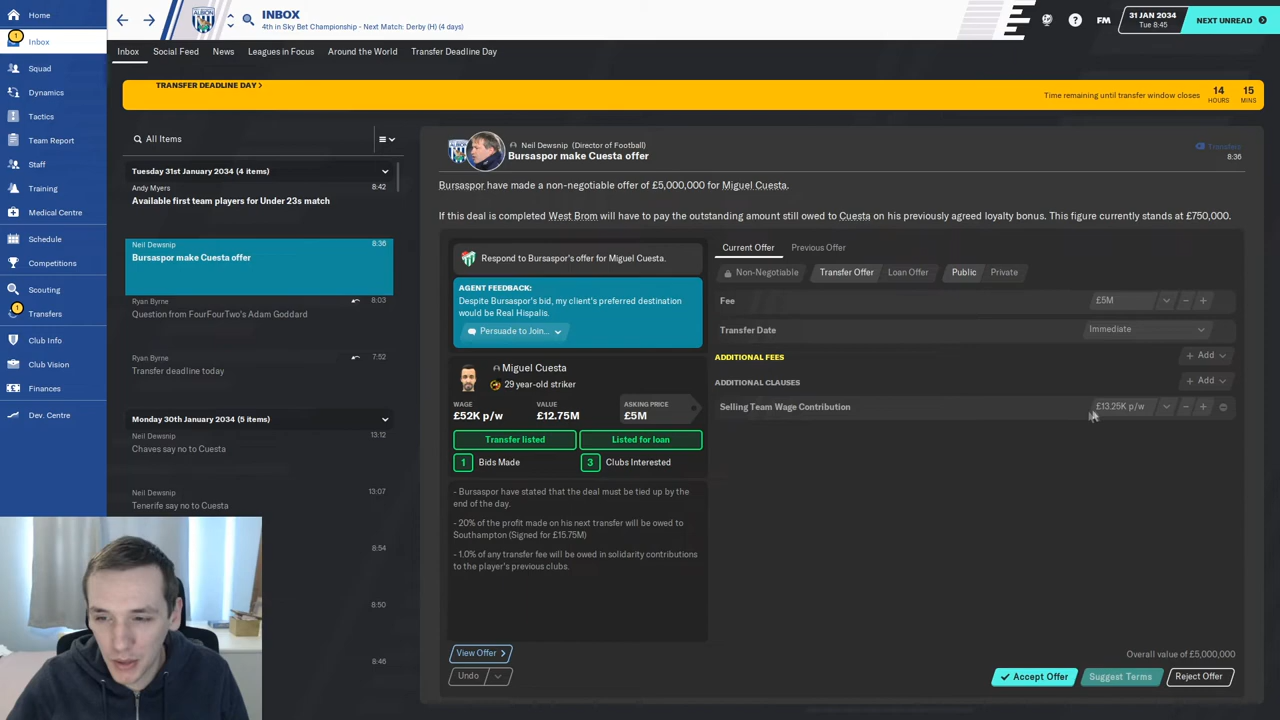 Home
1
Inbox
Squad
Dynamics
Tactics
Team Report
Staff
Training
Medical Centre
Schedule
Competitions
Scouting
1
Transfers
Club Info
Club Vision
Finances
Dev. Centre
ALBION
INBOX
4th in Sky Bet Championship - Next Match: Derby (H) (4 days)
?
FM
31 JAN 2034
Tue 8:45
NEXT UNREAD
Inbox
Social Feed
News
Leagues in Focus
Around the World
Transfer Deadline Day
TRANSFER DEADLINE DAY >
Time remaining until transfer window closes
14
HOURS
15
MINS
All Items
Tuesday 31st January 2034 (4 items)
Andy Myers
8:42
Available first team players for Under 23s match
Neil Dewsnip
8:36
Bursaspor make Cuesta offer
Ryan Byrne
8:03
Question from FourFourTwo's Adam Goddard
Ryan Byrne
7:52
Transfer deadline today
Monday 30th January 2034 (5 items)
Neil Dewsnip
13:12
Chaves say no to Cuesta
Neil Dewsnip
13:07
Tenerife say no to Cuesta
8:54
8:50
8:46
Neil Dewsnip (Director of Football)
Bursaspor make Cuesta offer
Transfers
8:36
Bursaspor have made a non-negotiable offer of £5,000,000 for Miguel Cuesta.
If this deal is completed West Brom will have to pay the outstanding amount still owed to Cuesta on his previously agreed loyalty bonus. This figure currently stands at £750,000.
Respond to Bursaspor's offer for Miguel Cuesta.
AGENT FEEDBACK:
Despite Bursaspor's bid, my client's preferred destination
would be Real Hispalis.
Persuade to Join...
Miguel Cuesta
29 year-old striker
WAGE
£52K p/w
VALUE
£12.75M
ASKING PRICE
£5M
Transfer listed
Listed for loan
1 Bids Made
3 Clubs Interested
- Bursaspor have stated that the deal must be tied up by the
end of the day.
- 20% of the profit made on his next transfer will be owed to
Southampton (Signed for £15.75M)
- 1.0% of any transfer fee will be owed in solidarity contributions
to the player's previous clubs.
View Offer >
Undo
Current Offer
Previous Offer
Non-Negotiable
Transfer Offer
Loan Offer
Public
Private
Fee
£5M
Transfer Date
Immediate
ADDITIONAL FEES
+ Add
ADDITIONAL CLAUSES
+ Add
Selling Team Wage Contribution
£13.25K p/w
Overall value of £5,000,000
Accept Offer
Suggest Terms
Reject Offer